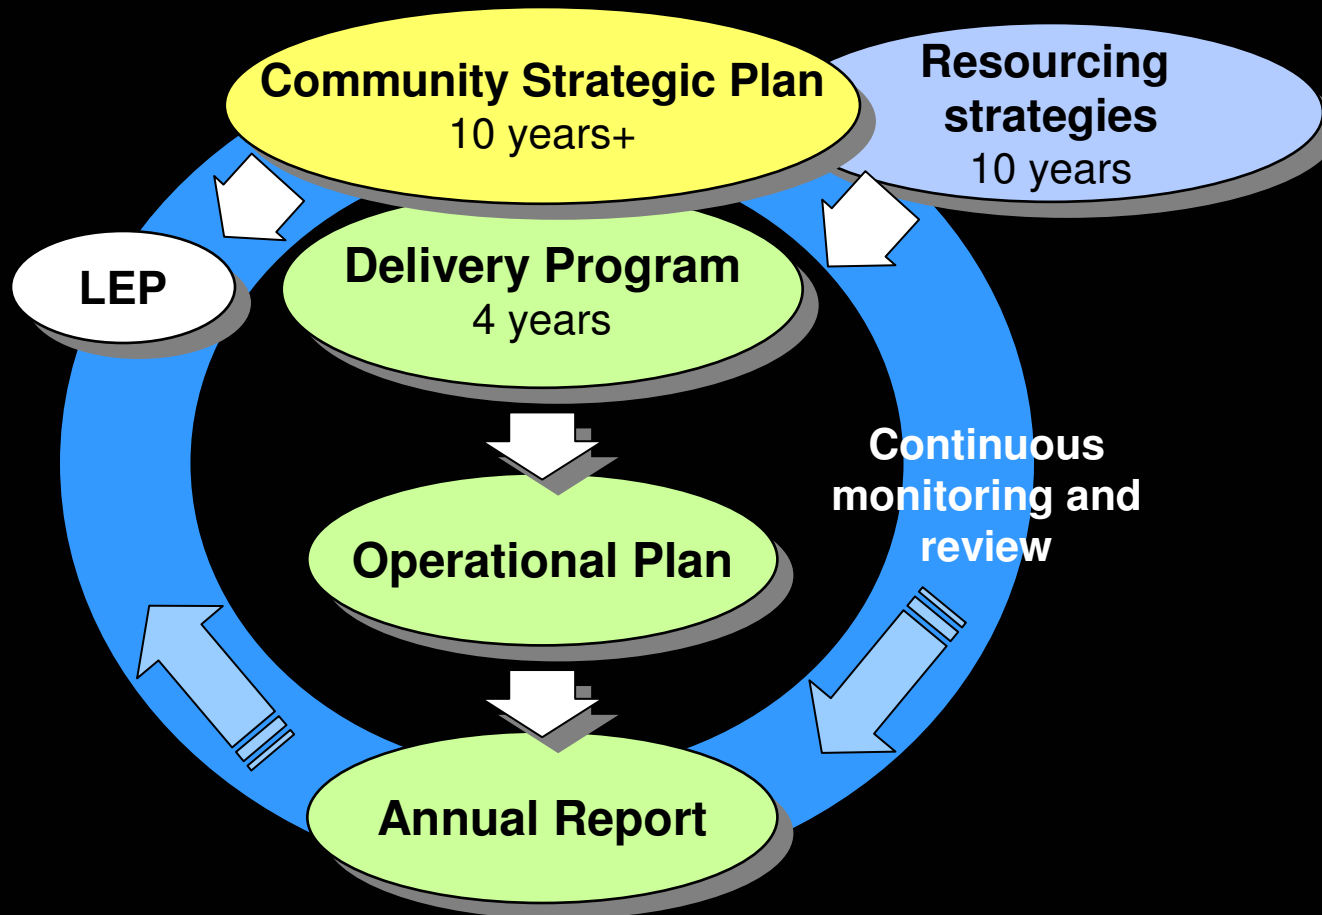 Community Strategic Plan
10 years+
Resourcing
strategies
10 years
LEP
Delivery Program
4 years
Continuous
monitoring and
review
Operational Plan
Annual Report